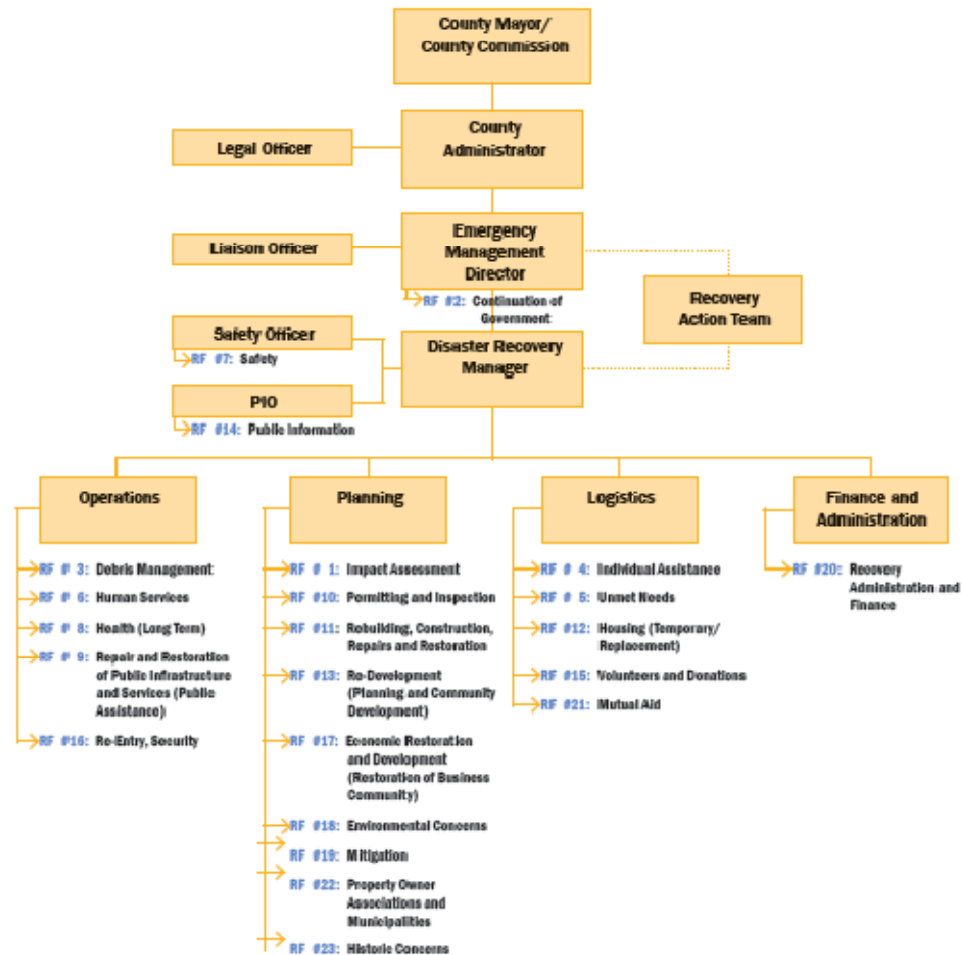 County Mayor/
County Commission
County
Administrator
Legal Officer
Emergency
Management
Director
Liaison Officer
RF #2: Continuation of
Government
Recovery
Action Team
Safety Officer
RF #7: Safety
Disaster Recovery
Manager
PIO
RF #14: Public Information
Operations
RF # 3: Debris Management
RF # 6: Human Services
RF # 8: Health (Long Term)
RF # 9: Repair and Restoration
of Public Infrastructure
and Services (Public
Assistance)
RF #16: Re-Entry, Security
Planning
RF # 1: Impact Assessment
RF #10: Permitting and Inspection
RF #11: Rebuilding, Construction,
Repairs and Restoration
RF #13: Re-Development
(Planning and Community
Development)
RF #17: Economic Restoration
and Development
(Restoration of Business
Community)
RF #18: Environmental Concerns
RF #19: Mitigation
RF #22: Property Owner
Associations and
Municipalities
RF #23: Historic Concerns
Logistics
RF # 4: Individual Assistance
RF # 5: Unmet Needs
RF #12: Housing (Temporary/
Replacement)
RF #15: Volunteers and Donations
RF #21: Mutual Aid
Finance and
Administration
RF #20: Recovery
Administration and
Finance